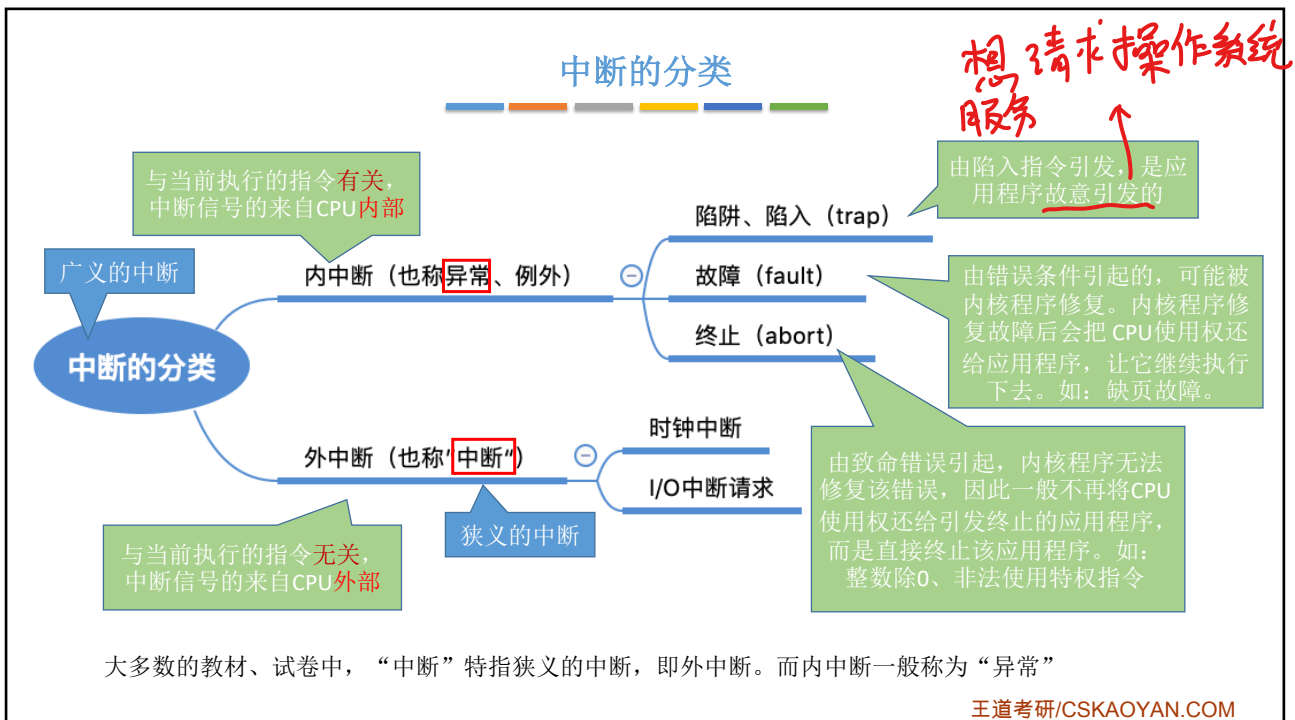 中断的分类
想请求操作系统
服务
与当前执行的指令有关，
中断信号的来自CPU内部
由陷入指令引发，是应
用程序故意引发的
广义的中断
陷阱、陷入（trap）
内中断（也称异常、例外）
故障（fault）
由错误条件引起的，可能被
内核程序修复。内核程序修
复故障后会把 CPU使用权还
给应用程序，让它继续执行
下去。如：缺页故障。
终止（abort）
中断的分类
时钟中断
外中断（也称“中断“）
I/O中断请求
由致命错误引起，内核程序无法
修复该错误，因此一般不再将CPU
使用权还给引发终止的应用程序，
而是直接终止该应用程序。如：
整数除0、非法使用特权指令
狭义的中断
与当前执行的指令无关，
中断信号的来自CPU外部
大多数的教材、试卷中，“中断”特指狭义的中断，即外中断。而内中断一般称为“异常”
王道考研/CSKAOYAN.COM